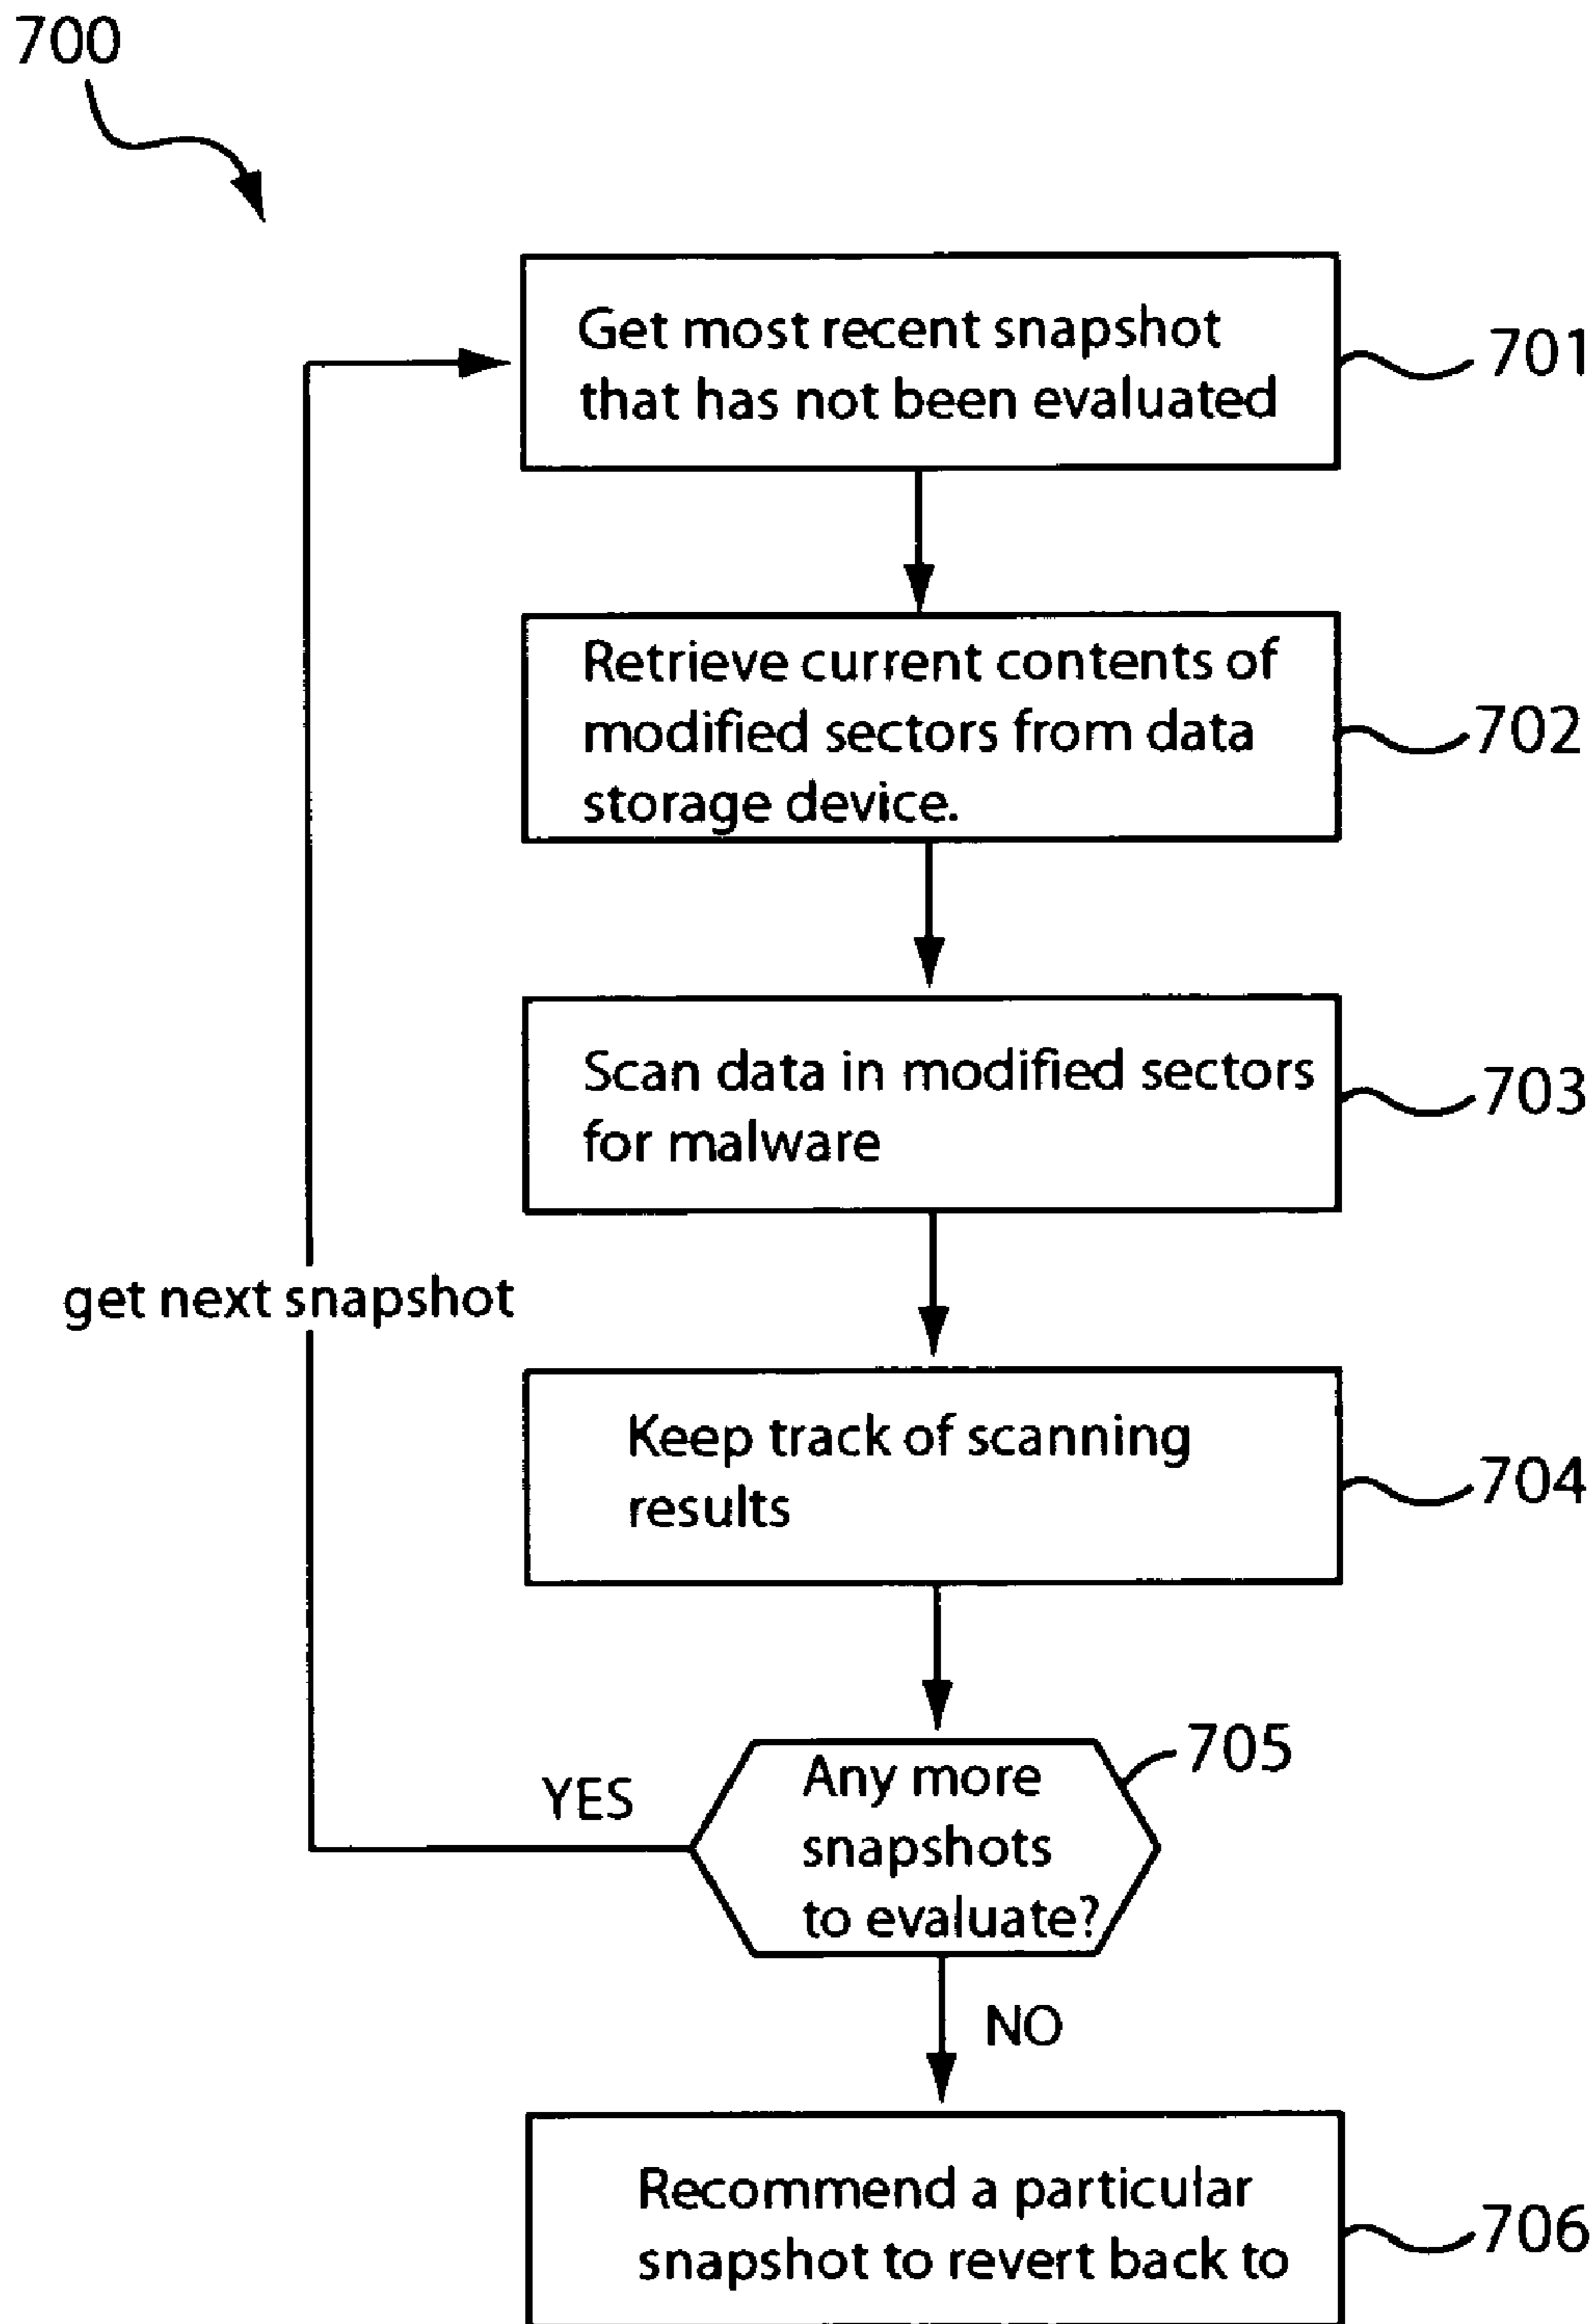 700
Get most recent snapshot
that has not been evaluated
701
Retrieve current contents of
modified sectors from data
storage device.
702
Scan data in modified sectors
for malware
703
get next snapshot
Keep track of scanning
results
704
Any more
snapshots
to evaluate?
705
YES
NO
Recommend a particular
snapshot to revert back to
706